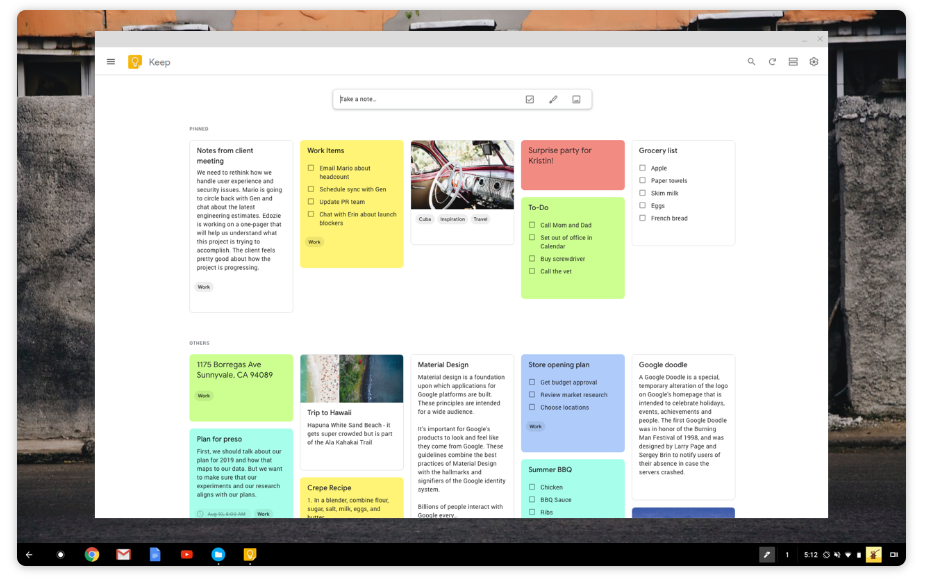 Keep
Take a note...
PINNED
Notes from client
meeting
We need to rethink how we
handle user experience and
security issues. Mario is going
to circle back with Gen and
chat about the latest
engineering estimates. Edozie
is working on a one-pager that
will help us understand what
this project is trying to
accomplish. The client feels
pretty good about how the
project is progressing.
Work
Work Items
Email Mario about
headcount
Schedule sync with Gen
Update PR team
Chat with Erin about launch
blockers
Work
Cuba Inspiration Travel
Surprise party for
Kristin!
To-Do
Call Mom and Dad
Set out of office in
Calendar
Buy screwdriver
Call the vet
Grocery list
Apple
Paper towels
Skim milk
Eggs
French bread
OTHERS
1175 Borregas Ave
Sunnyvale, CA 94089
Work
Plan for preso
First, we should talk about our
plan for 2019 and how that
maps to our data. But we want
to make sure that our
experiments and our research
aligns with our plans.
Aug 10, 8:00 AM Work
Trip to Hawaii
Hapuna White Sand Beach - it
gets super crowded but is part
of the Ala Kahakai Trail
Crepe Recipe
1. In a blender, combine flour,
sugar, salt, milk, eggs, and
butter
Material Design
Material design is a foundation
upon which applications for
Google platforms are built.
These principles are intended
for a wide audience.
It's important for Google's
products to look and feel like
they come from Google. These
guidelines combine the best
practices of Material Design
with the hallmarks and
signifiers of the Google identity
system.
Billions of people interact with
Google every...
Store opening plan
Get budget approval
Review market research
Choose locations
Work
Summer BBQ
Chicken
BBQ Sauce
Ribs
Google doodle
A Google Doodle is a special,
temporary alteration of the logo
on Google's homepage that is
intended to celebrate holidays,
events, achievements and
people. The first Google Doodle
was in honor of the Burning
Man Festival of 1998, and was
designed by Larry Page and
Sergey Brin to notify users of
their absence in case the
servers crashed.
1 5:12